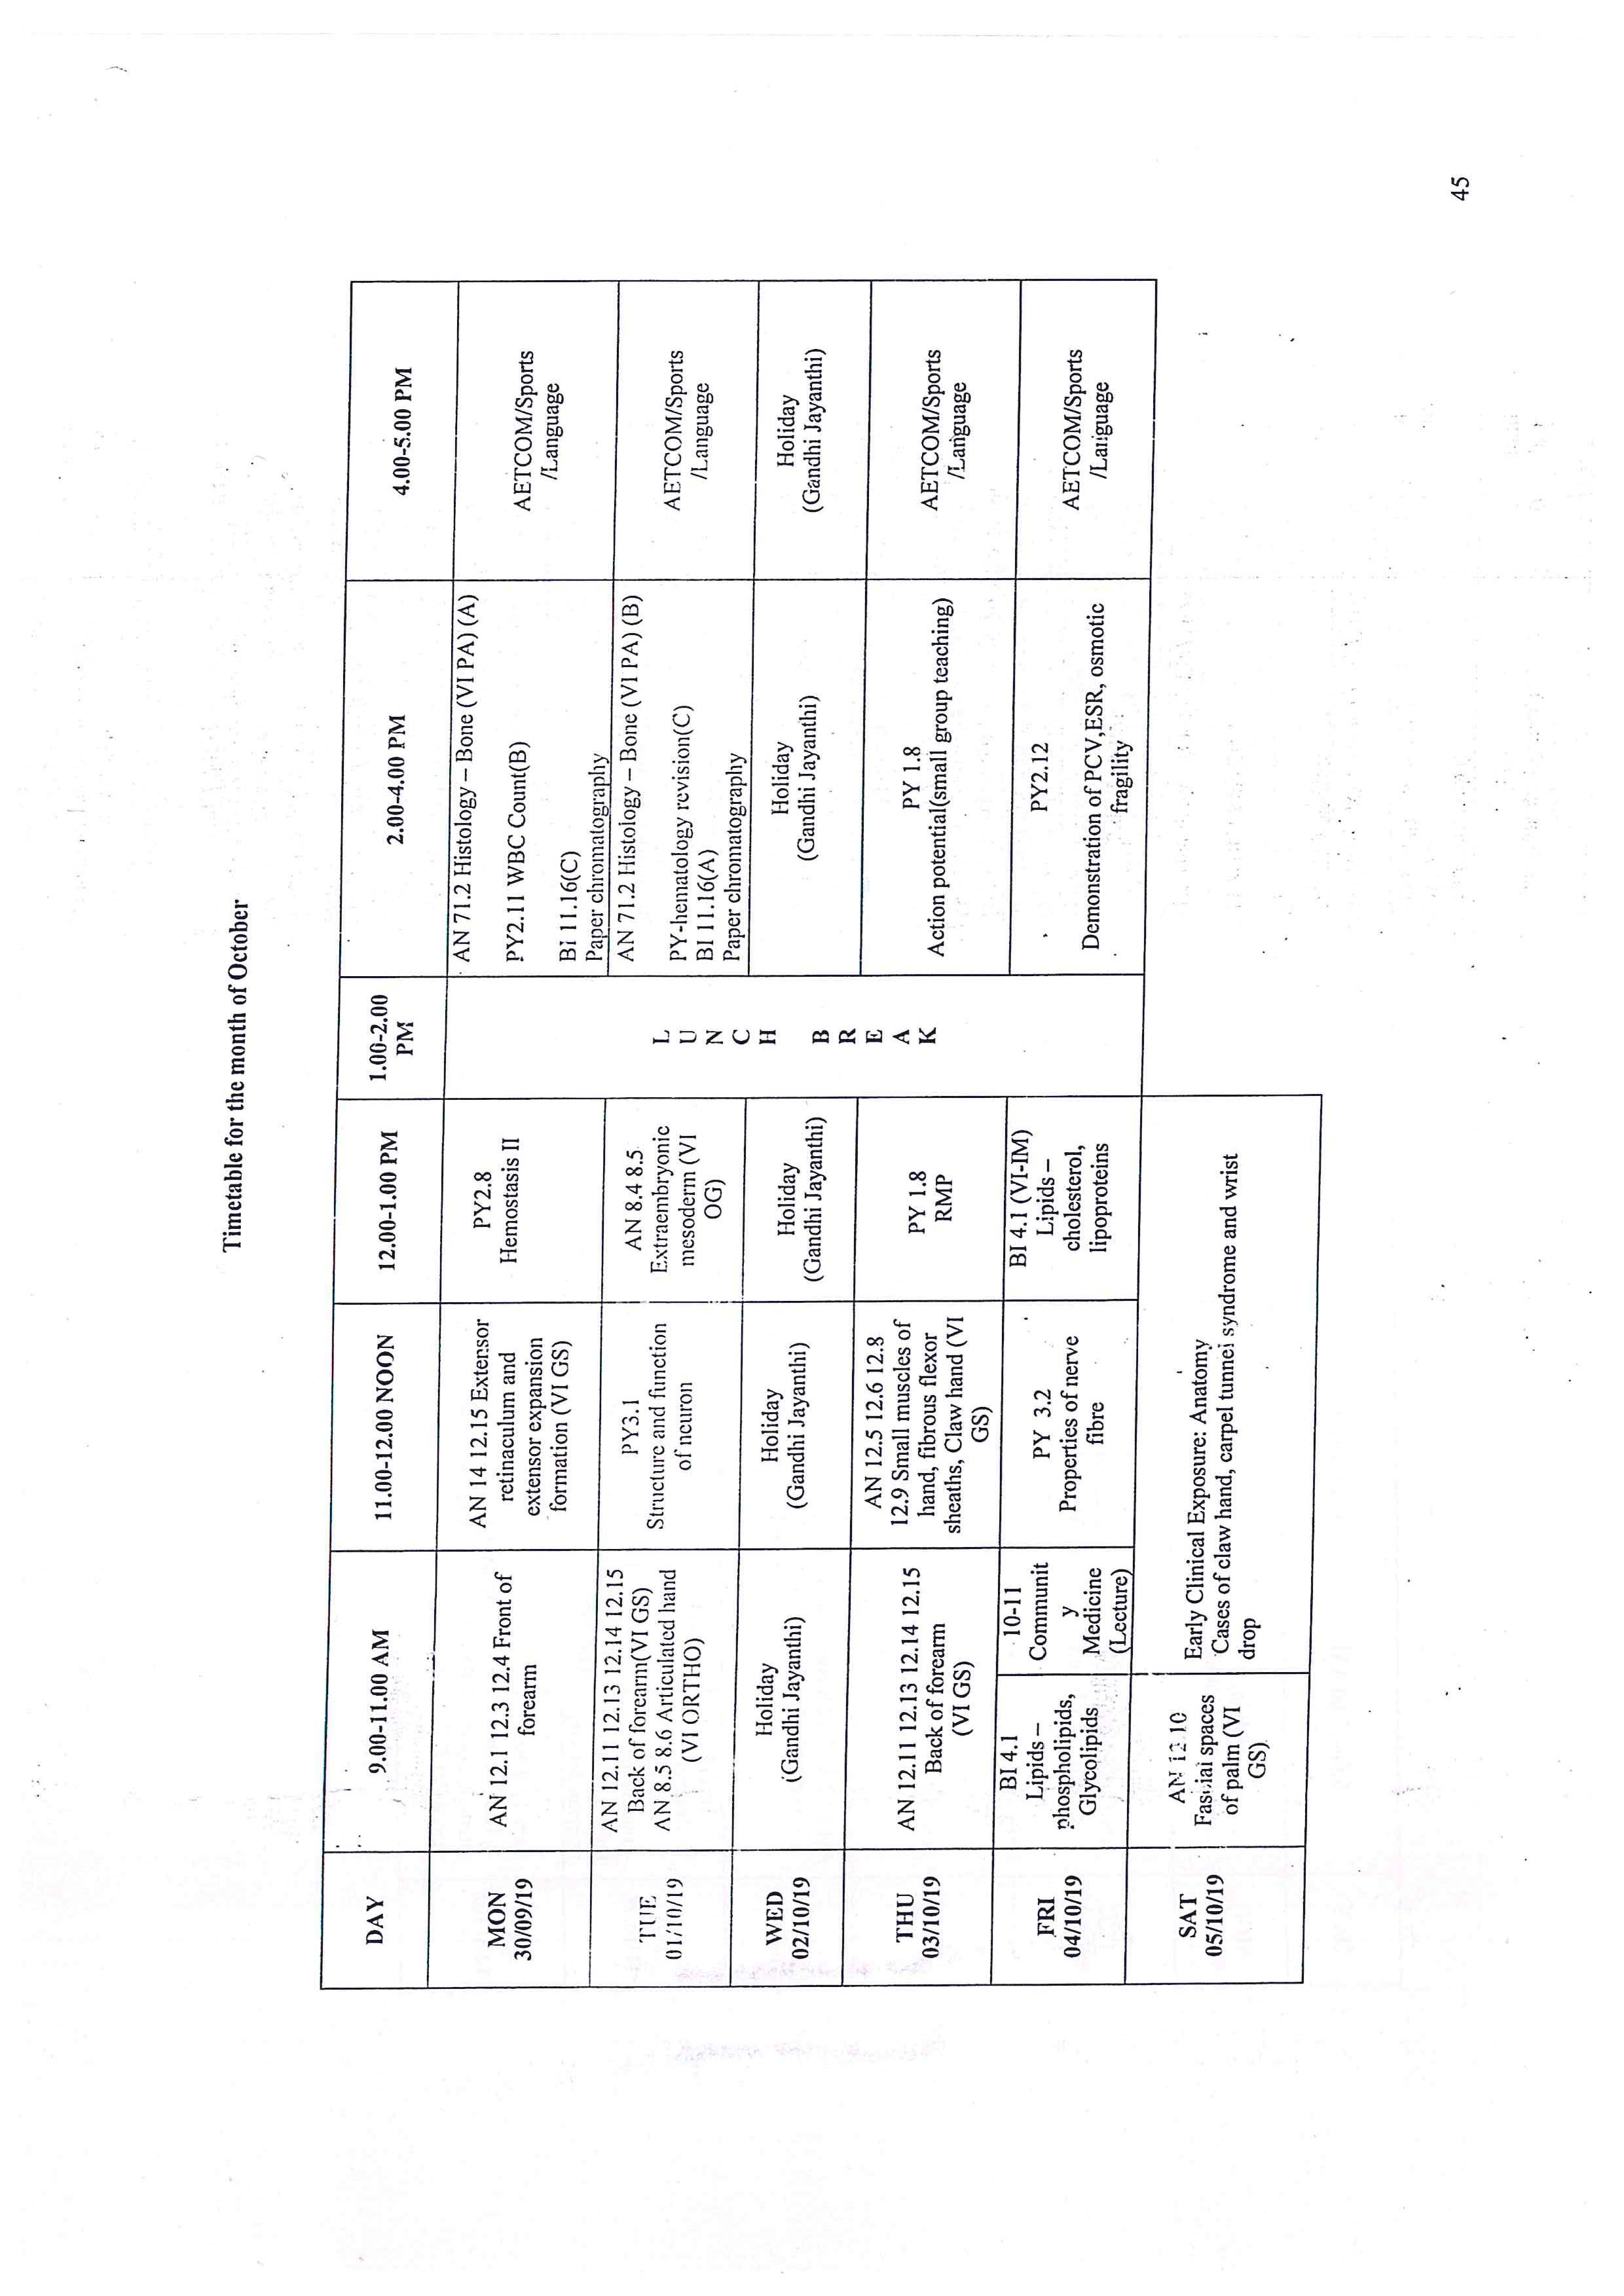 Timetable for the month of October
DAY
9.00-11.00 AM
11.00-12.00 NOON
12.00-1.00 PM
1.00-2.00
PM
2.00-4.00 PM
4.00-5.00 PM
MON
30/09/19
AN 12.1 12.3 12.4 Front of
forearm
AN 14 12.15 Extensor
retinaculum and
extensor expansion
formation (VI GS)
PY2.8
Hemostasis II
L
U
N
C
H
B
R
E
A
K
AN 71.2 Histology – Bone (VI PA) (A)
PY2.11 WBC Count(B)
BI 11.16(C)
Paper chromatography
AETCOM/Sports
/Language
TUE
01/10/19
AN 12.11 12.13 12.14 12.15
Back of forearm(VI GS)
AN 8.5 8.6 Articulated hand
(VI ORTHO)
PY3.1
Structure and function
of neuron
AN 8.4 8.5
Extraembryonic
mesoderm (VI
OG)
AN 71.2 Histology – Bone (VI PA) (B)
PY-hematology revision(C)
BI 11.16(A)
Paper chromatography
AETCOM/Sports
/Language
WED
02/10/19
Holiday
(Gandhi Jayanthi)
Holiday
(Gandhi Jayanthi)
Holiday
(Gandhi Jayanthi)
Holiday
(Gandhi Jayanthi)
Holiday
(Gandhi Jayanthi)
THU
03/10/19
AN 12.11 12.13 12.14 12.15
Back of forearm
(VI GS)
AN 12.5 12.6 12.8
12.9 Small muscles of
hand, fibrous flexor
sheaths, Claw hand (VI
GS)
PY 1.8
RMP
PY 1.8
Action potential(small group teaching)
AETCOM/Sports
/Language
FRI
04/10/19
BI 4.1
Lipids –
phospholipids,
Glycolipids
10-11
Communit
y
Medicine
(Lecture)
PY 3.2
Properties of nerve
fibre
BI 4.1 (VI-IM)
Lipids –
cholesterol,
lipoproteins
PY2.12
Demonstration of PCV,ESR, osmotic
fragility
AETCOM/Sports
/Language
SAT
05/10/19
AN 12.10
Fascial spaces
of palm (VI
GS)
Early Clinical Exposure: Anatomy
Cases of claw hand, carpel tunnel syndrome and wrist
drop
45